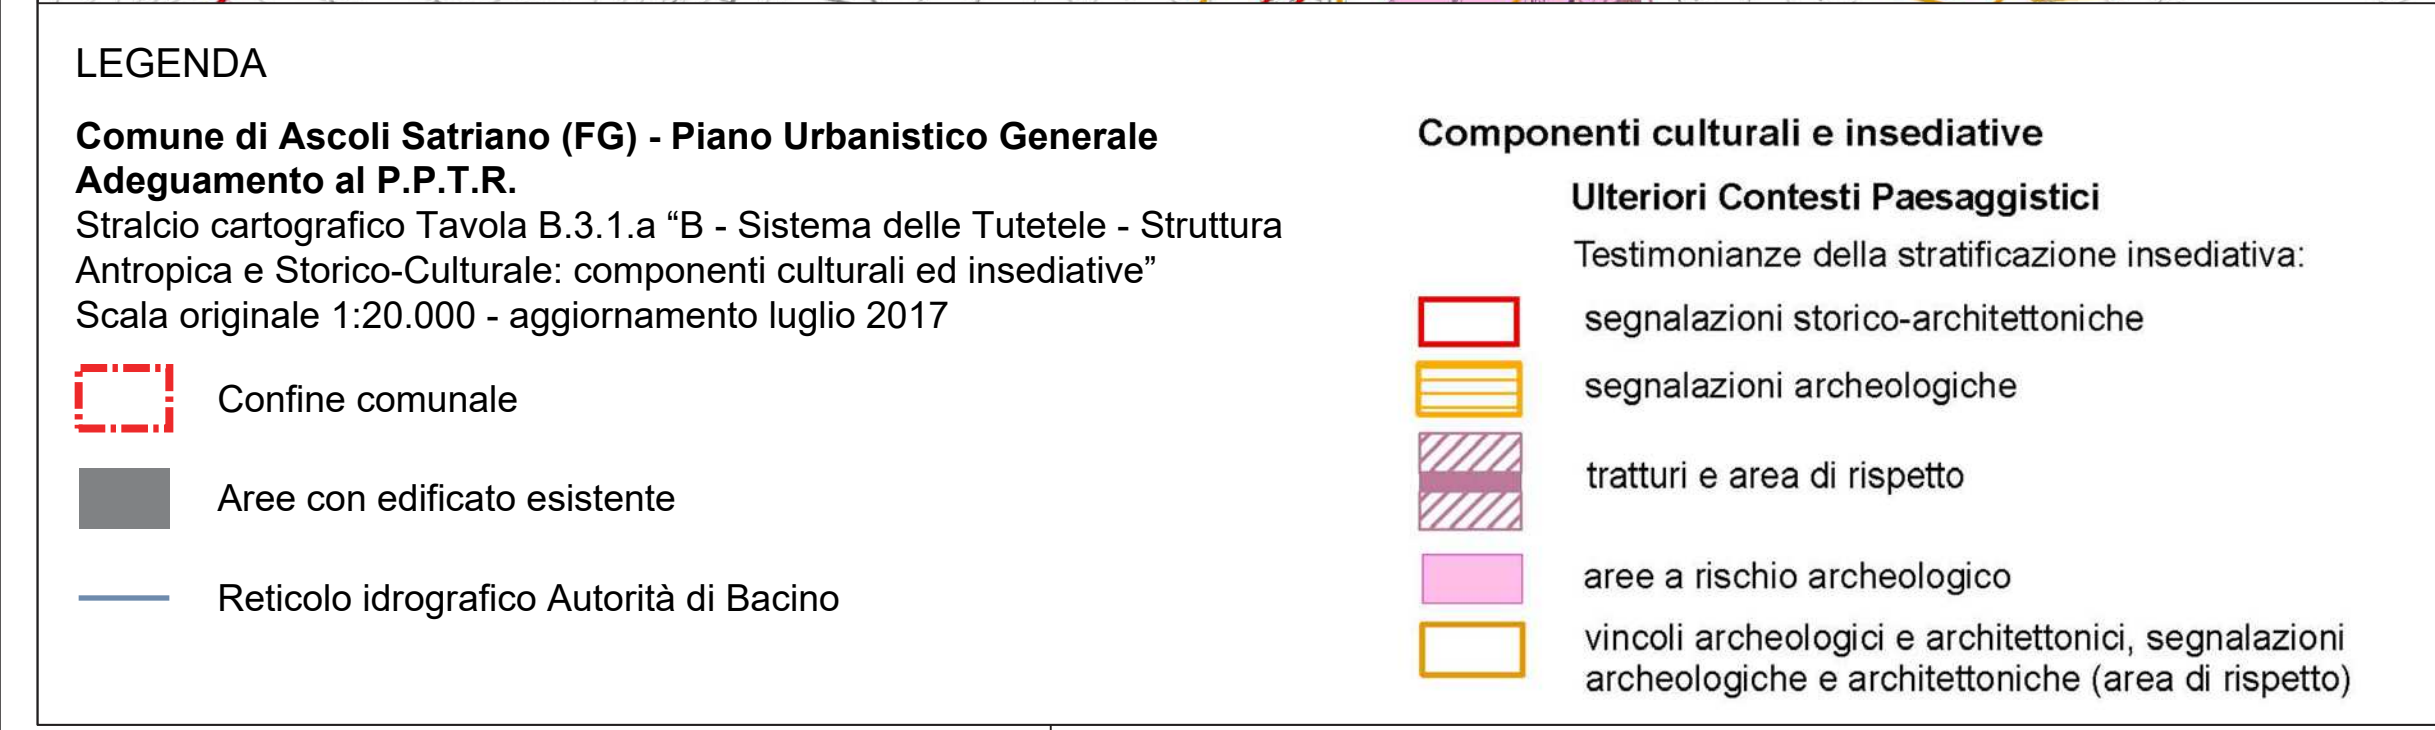 LEGENDA
Comune di Ascoli Satriano (FG) - Piano Urbanistico Generale
Adeguamento al P.P.T.R.
Stralcio cartografico Tavola B.3.1.a “B - Sistema delle Tutetele - Struttura
Antropica e Storico-Culturale: componenti culturali ed insediative”
Scala originale 1:20.000 - aggiornamento luglio 2017
Confine comunale
Aree con edificato esistente
Reticolo idrografico Autorità di Bacino
Componenti culturali e insediative
Ulteriori Contesti Paesaggistici
Testimonianze della stratificazione insediativa:
segnalazioni storico-architettoniche
segnalazioni archeologiche
tratturi e area di rispetto
aree a rischio archeologico
vincoli archeologici e architettonici, segnalazioni
archeologiche e architettoniche (area di rispetto)